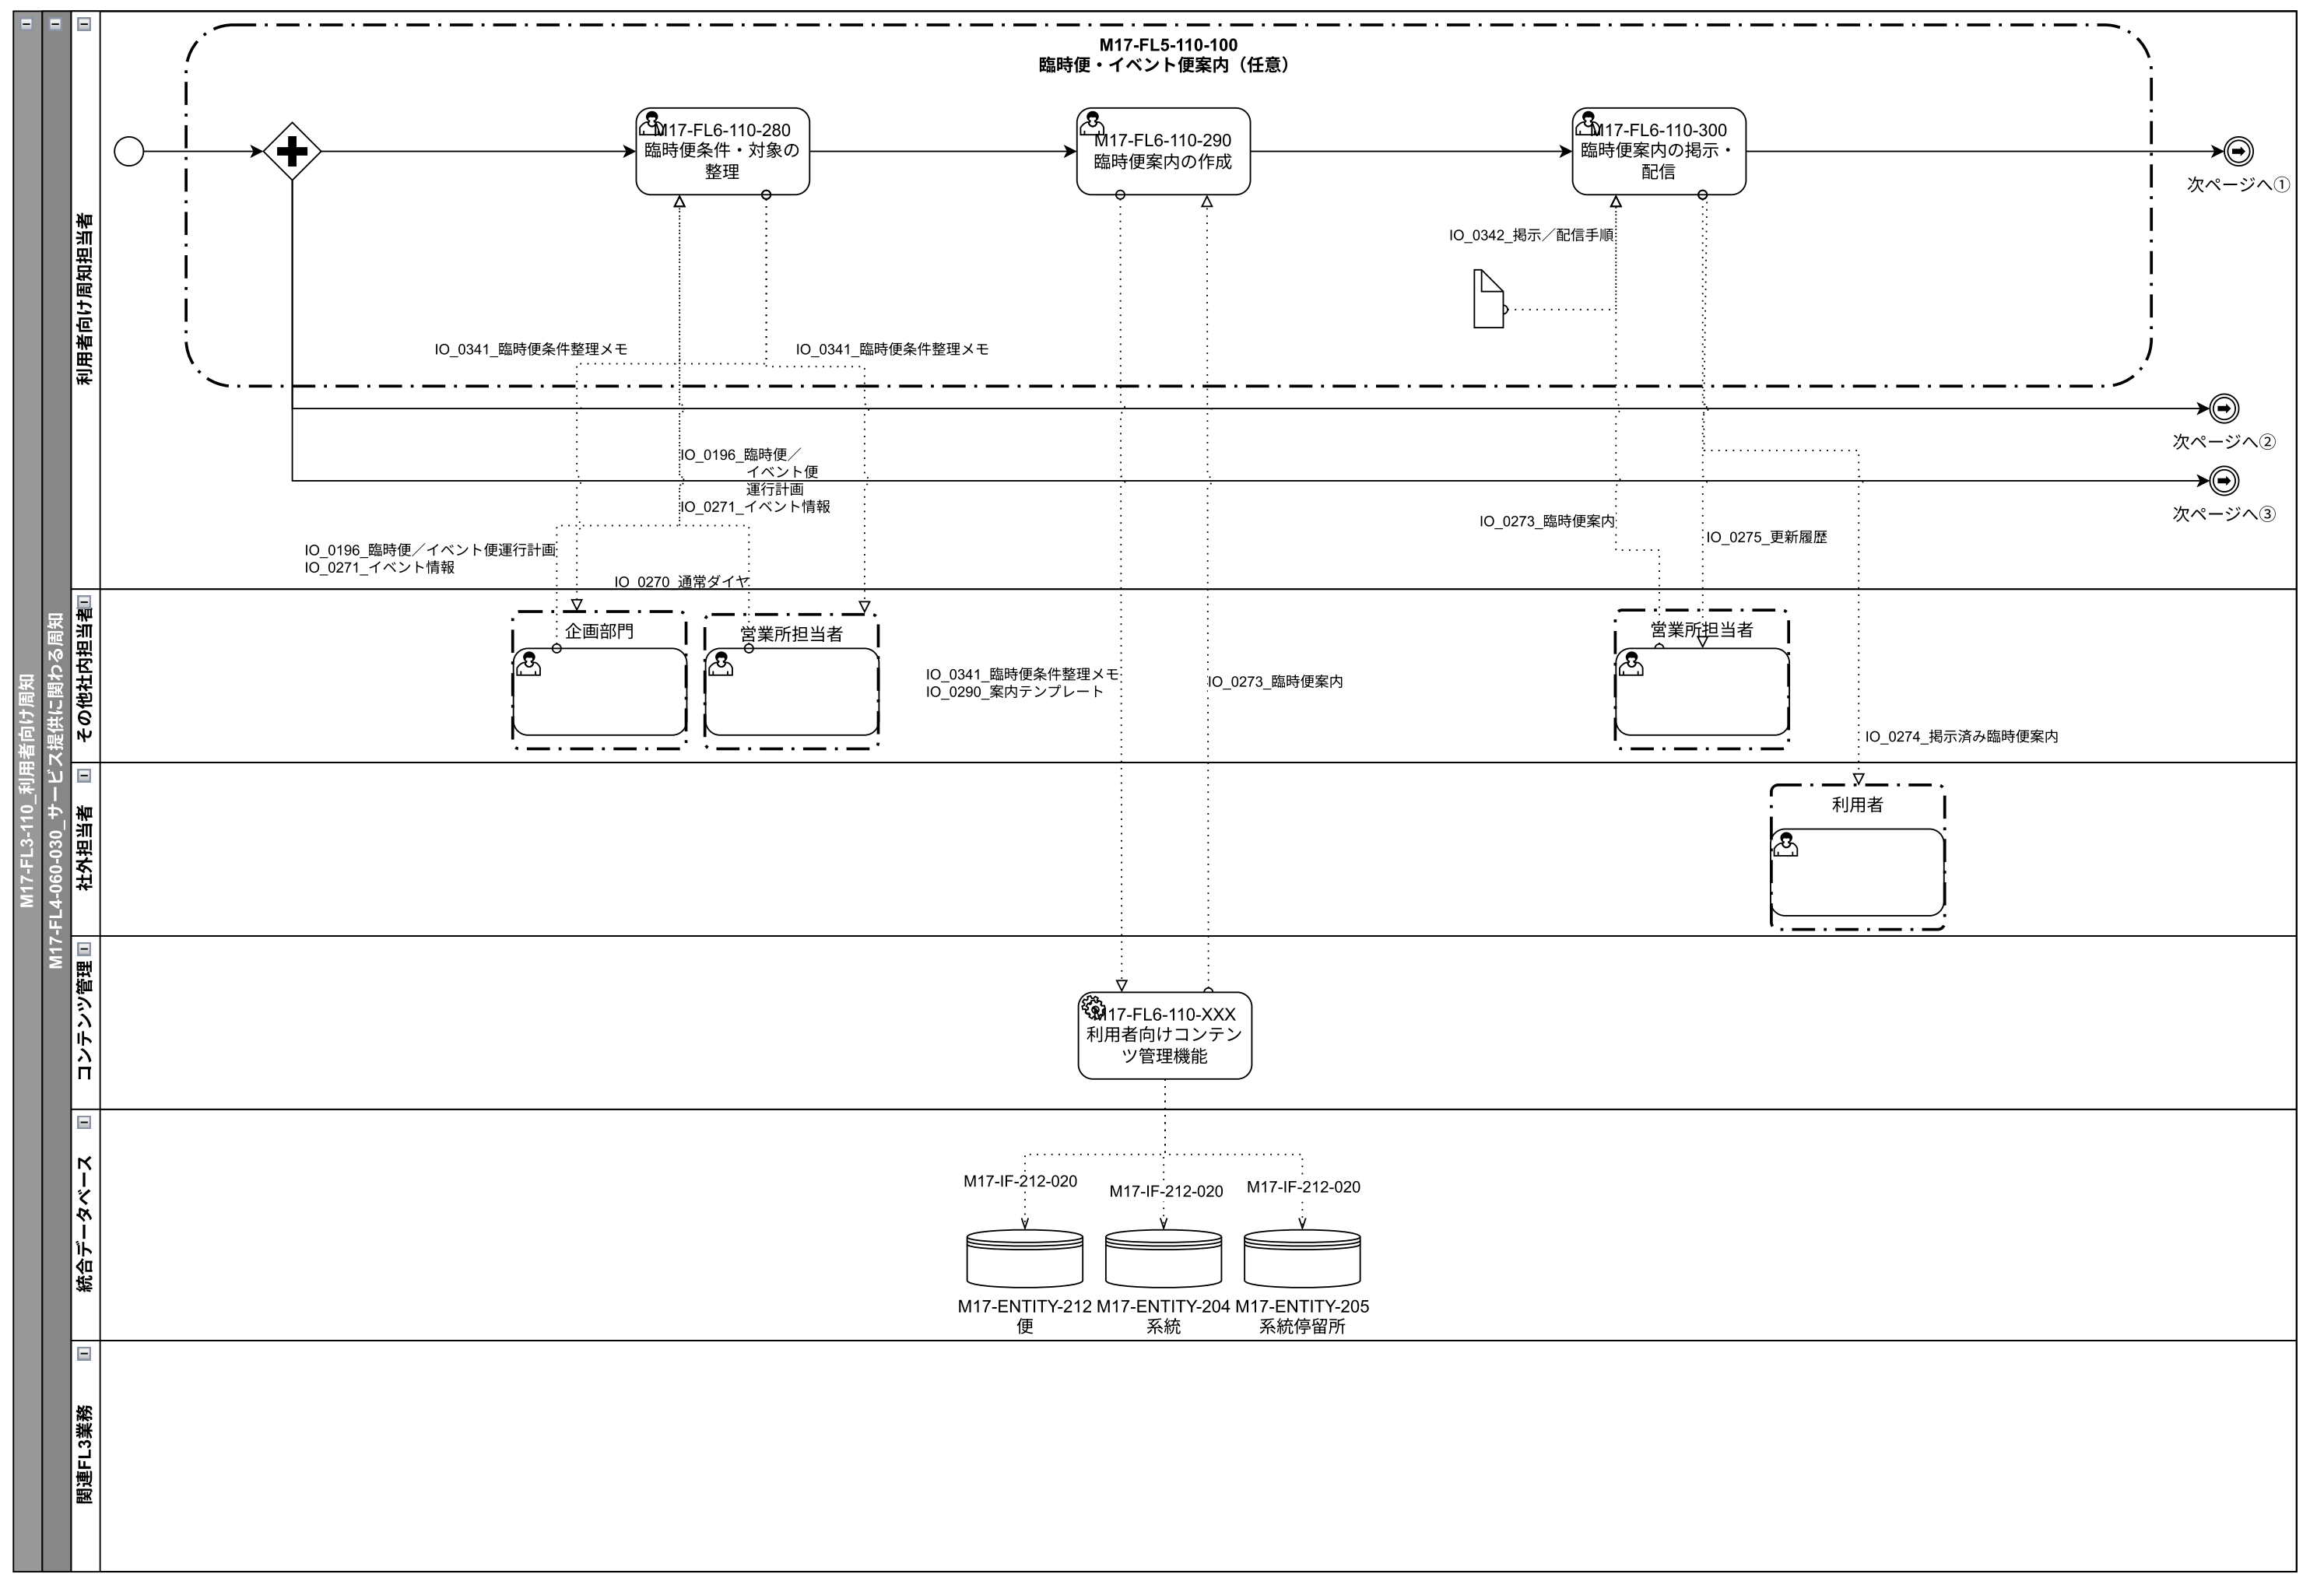 M17-FL3-110_利用者向け周知
M17-FL4-060-030_サービス提供に関わる周知
利用者向け周知担当者
M17-FL5-110-100
臨時便・イベント便案内（任意）
M17-FL6-110-280
臨時便条件・対象の
整理
M17-FL6-110-290
臨時便案内の作成
M17-FL6-110-300
臨時便案内の掲示・
配信
次ページへ①
IO_0342_掲示／配信手順
IO_0341_臨時便条件整理メモ
IO_0341_臨時便条件整理メモ
次ページへ②
IO_0196_臨時便／
イベント便
運行計画
IO_0271_イベント情報
次ページへ③
IO_0273_臨時便案内
IO_0275_更新履歴
IO_0196_臨時便／イベント便運行計画
IO_0271_イベント情報
IO_0270_通常ダイヤ
その他社内担当者
企画部門
営業所担当者
営業所担当者
IO_0341_臨時便条件整理メモ
IO_0290_案内テンプレート
IO_0273_臨時便案内
IO_0274_掲示済み臨時便案内
社外担当者
利用者
コンテンツ管理
M17-FL6-110-XXX
利用者向けコンテン
ツ管理機能
統合データベース
M17-IF-212-020
M17-IF-212-020
M17-IF-212-020
M17-ENTITY-212
便
M17-ENTITY-204
系統
M17-ENTITY-205
系統停留所
関連FL3業務